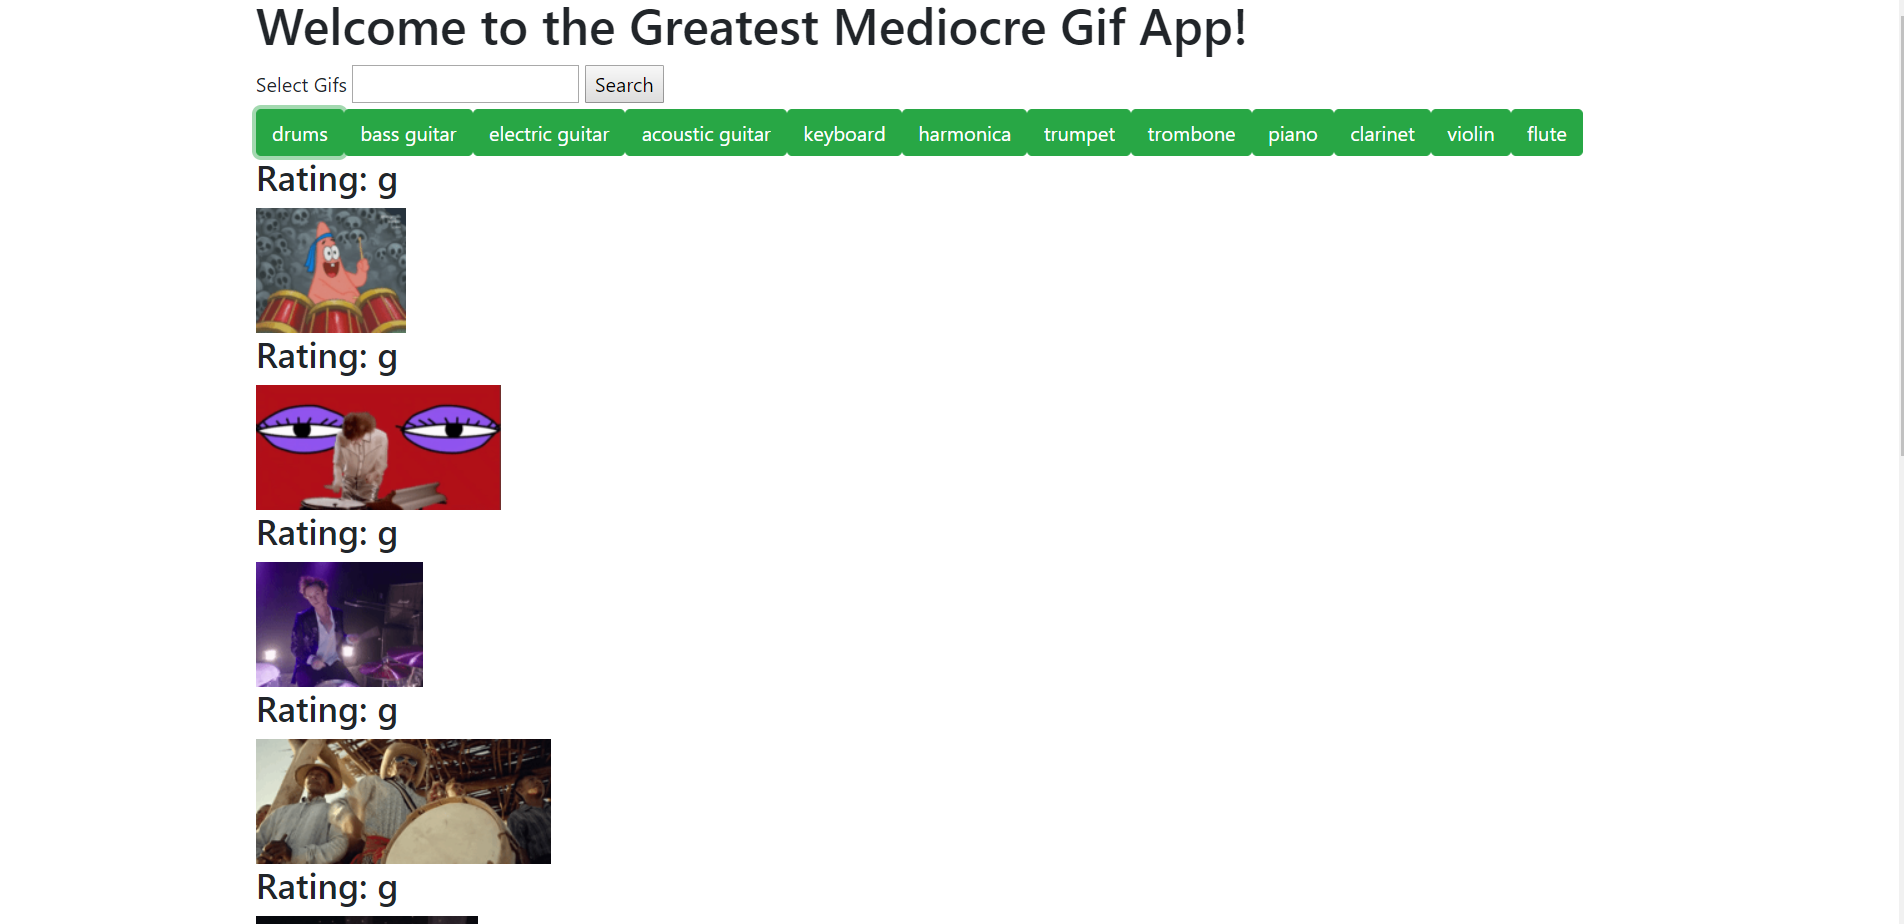 Welcome to the Greatest Mediocre Gif App!
Select Gifs Search
drums bass guitar electric guitar acoustic guitar keyboard harmonica trumpet trombone piano clarinet violin flute
Rating: g
Rating: g
Rating: g
Rating: g
Rating: g